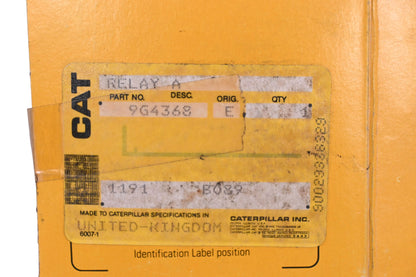 CAT
RELAY A
PART NO. DESC. ORIG. QTY
9G4368 E 1
1191 B089
MADE TO CATERPILLAR SPECIFICATIONS IN
UNITED-KINGDOM
6007-1
CATERPILLAR INC.
Identification Label position